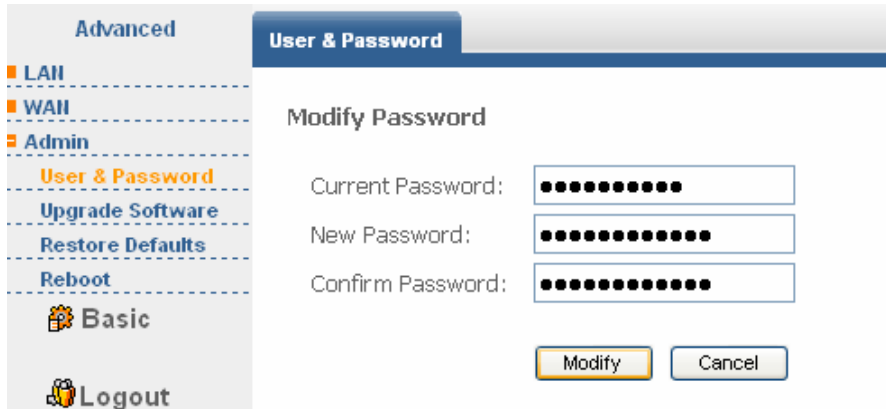 Advanced
LAN
WAN
Admin
User & Password
Upgrade Software
Restore Defaults
Reboot
Basic
Logout
User & Password
Modify Password
Current Password: ●●●●●●●●●●
New Password: ●●●●●●●●●●●●
Confirm Password: ●●●●●●●●●●●●
Modify Cancel